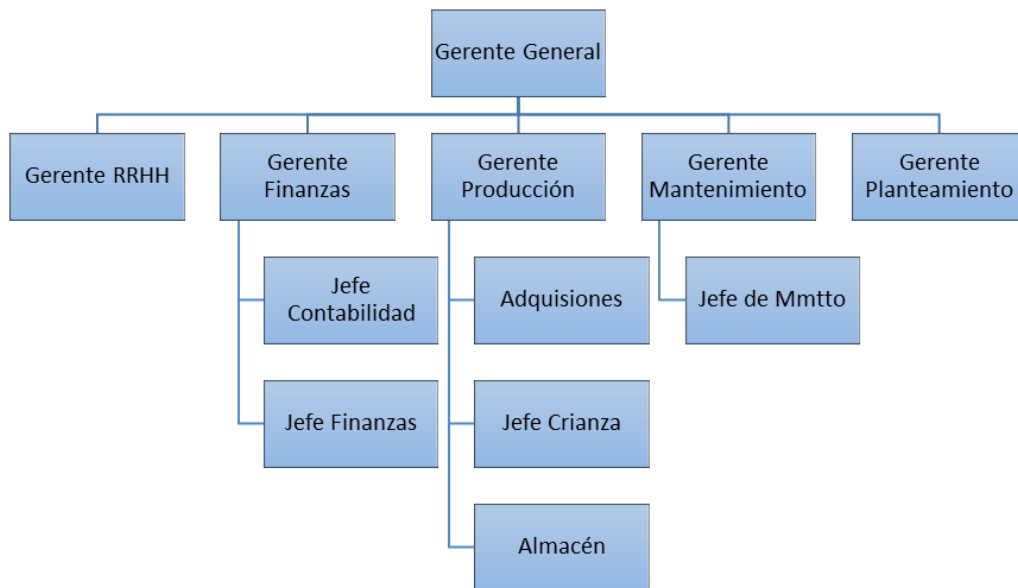 Gerente General
Gerente RRHH
Gerente
Finanzas
Gerente
Producción
Gerente
Mantenimiento
Gerente
Planteamiento
Jefe
Contabilidad
Adquisiones
Jefe de Mmtto
Jefe Finanzas
Jefe Crianza
Almacén